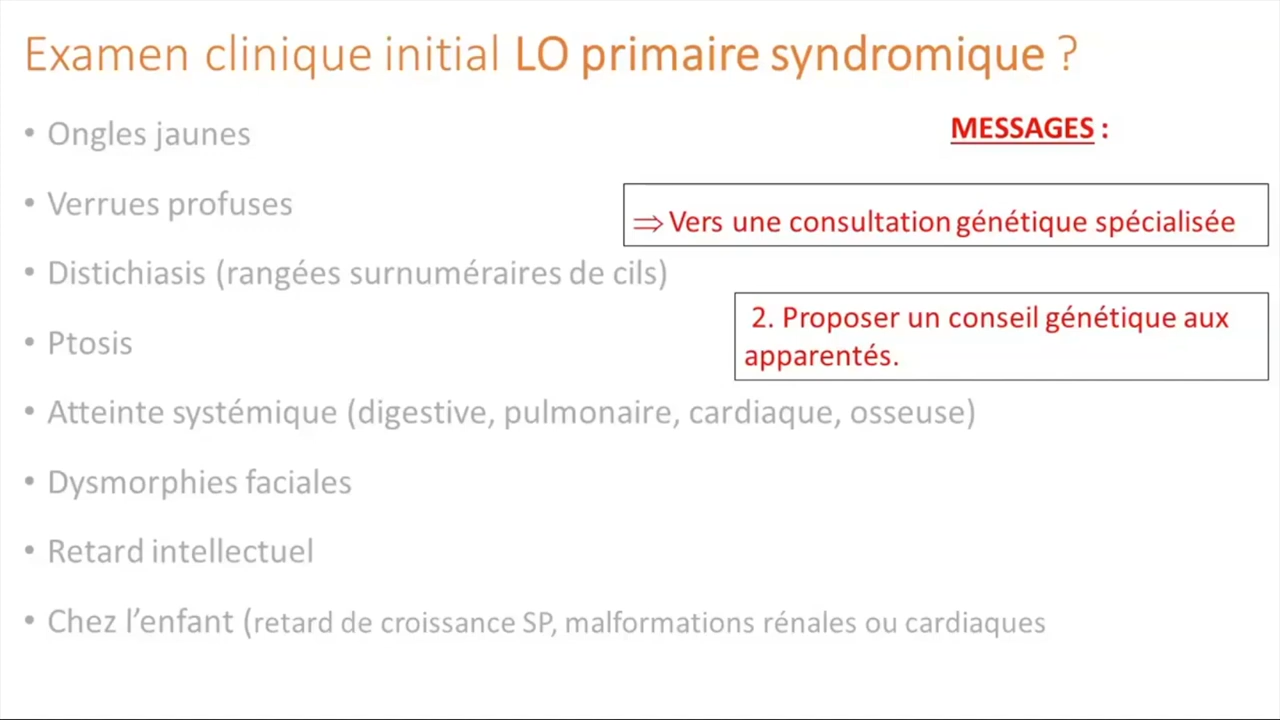 Examen clinique initial LO primaire syndromique ?
• Ongles jaunes
MESSAGES :
• Verrues profuses
⇒ Vers une consultation génétique spécialisée
• Distichiasis (rangées surnuméraires de cils)
2. Proposer un conseil génétique aux
apparentés.
• Ptosis
• Atteinte systémique (digestive, pulmonaire, cardiaque, osseuse)
• Dysmorphies faciales
• Retard intellectuel
• Chez l’enfant (retard de croissance SP, malformations rénales ou cardiaques